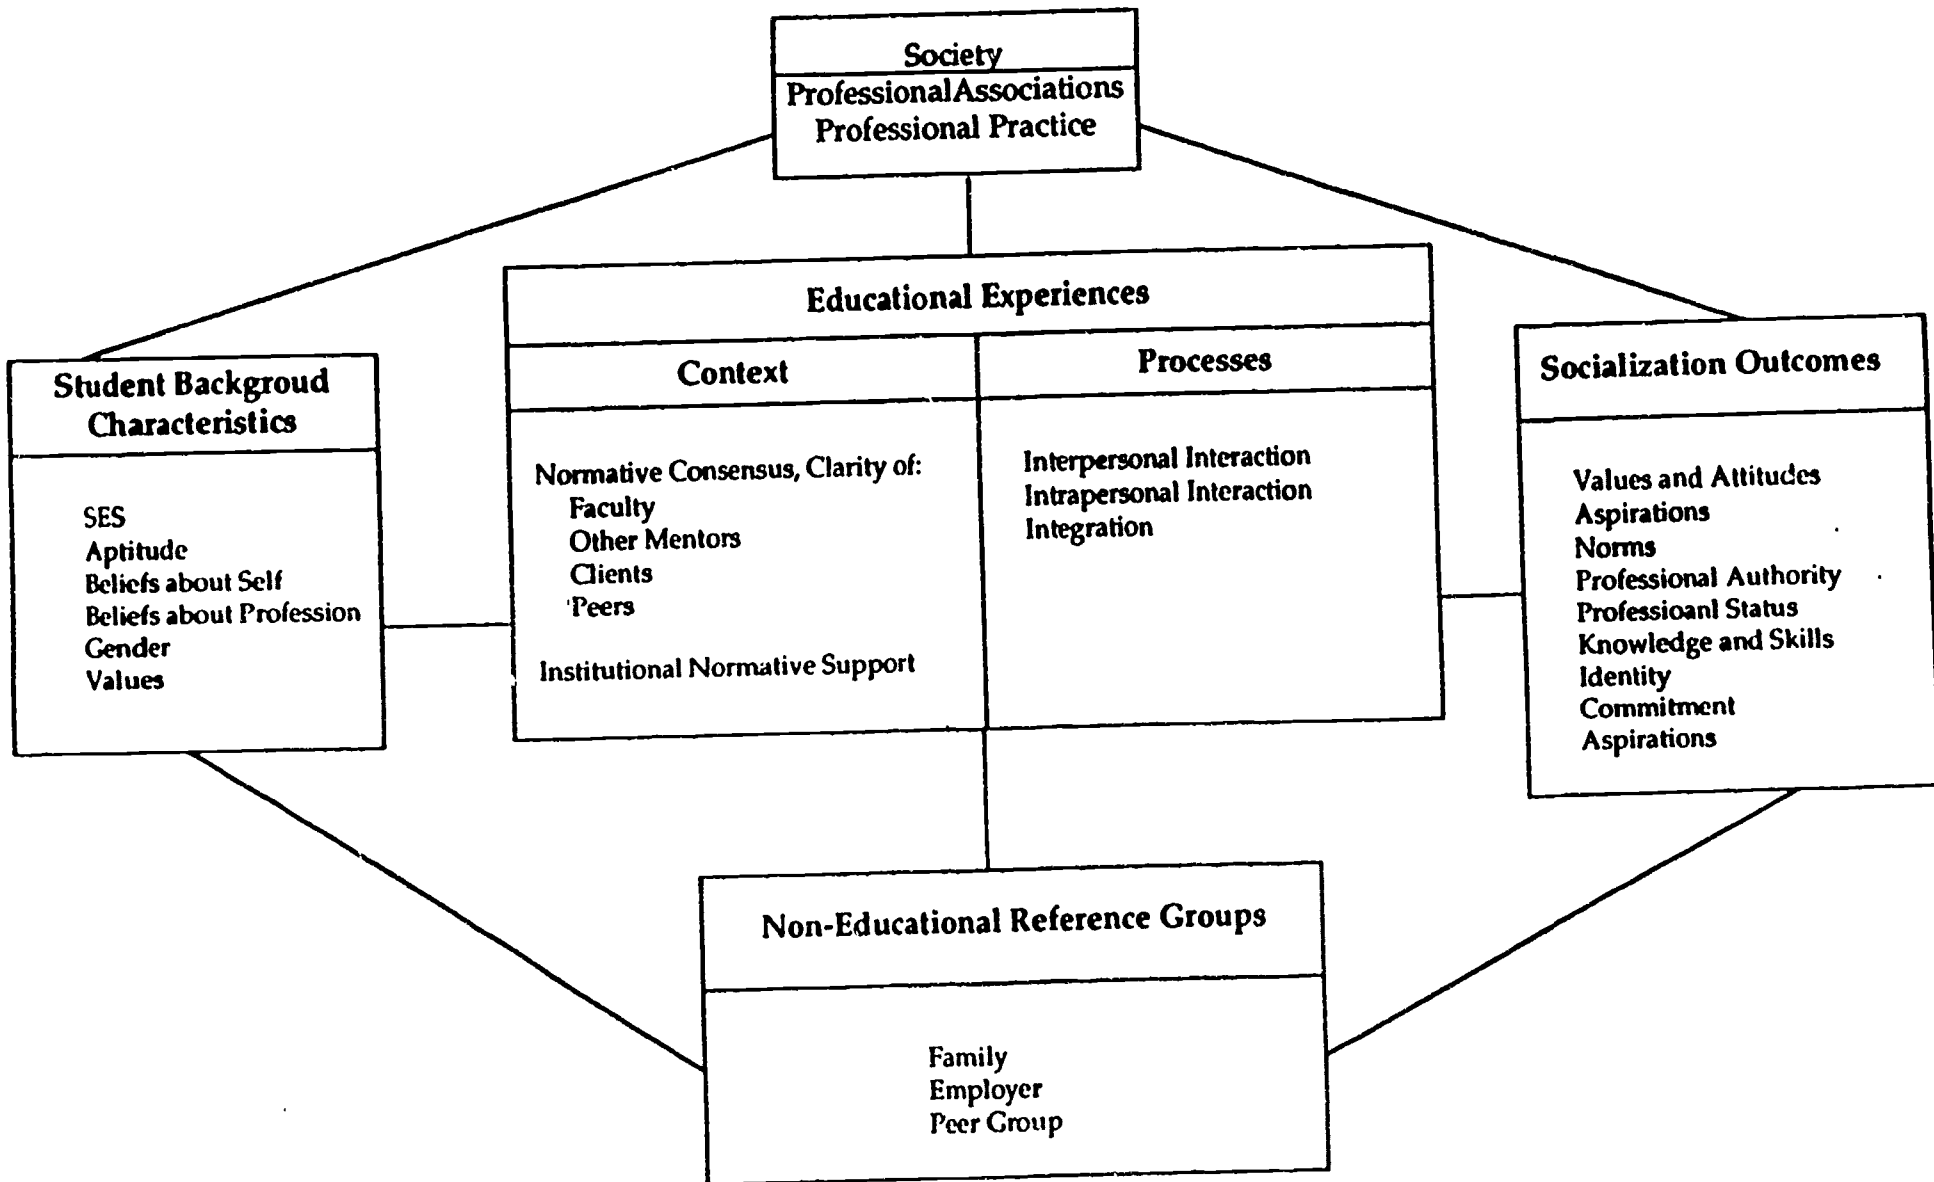 Society
ProfessionalAssociations
Professional Practice
Educational Experiences
Context
Processes
Normative Consensus, Clarity of:
Faculty
Other Mentors
Clients
Peers
Institutional Normative Support
Interpersonal Interaction
Intrapersonal Interaction
Integration
Student Backgroud
Characteristics
SES
Aptitude
Beliefs about Self
Beliefs about Profession
Gender
Values
Socialization Outcomes
Values and Attitudes
Aspirations
Norms
Professional Authority
Professioanl Status
Knowledge and Skills
Identity
Commitment
Aspirations
Non-Educational Reference Groups
Family
Employer
Peer Group